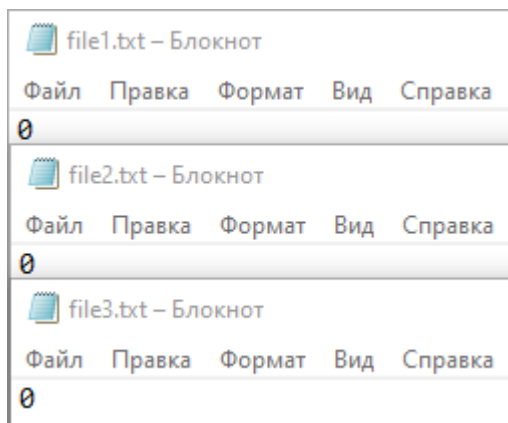 file1.txt – Блокнот
Файл Правка Формат Вид Справка
0
file2.txt – Блокнот
Файл Правка Формат Вид Справка
0
file3.txt – Блокнот
Файл Правка Формат Вид Справка
0